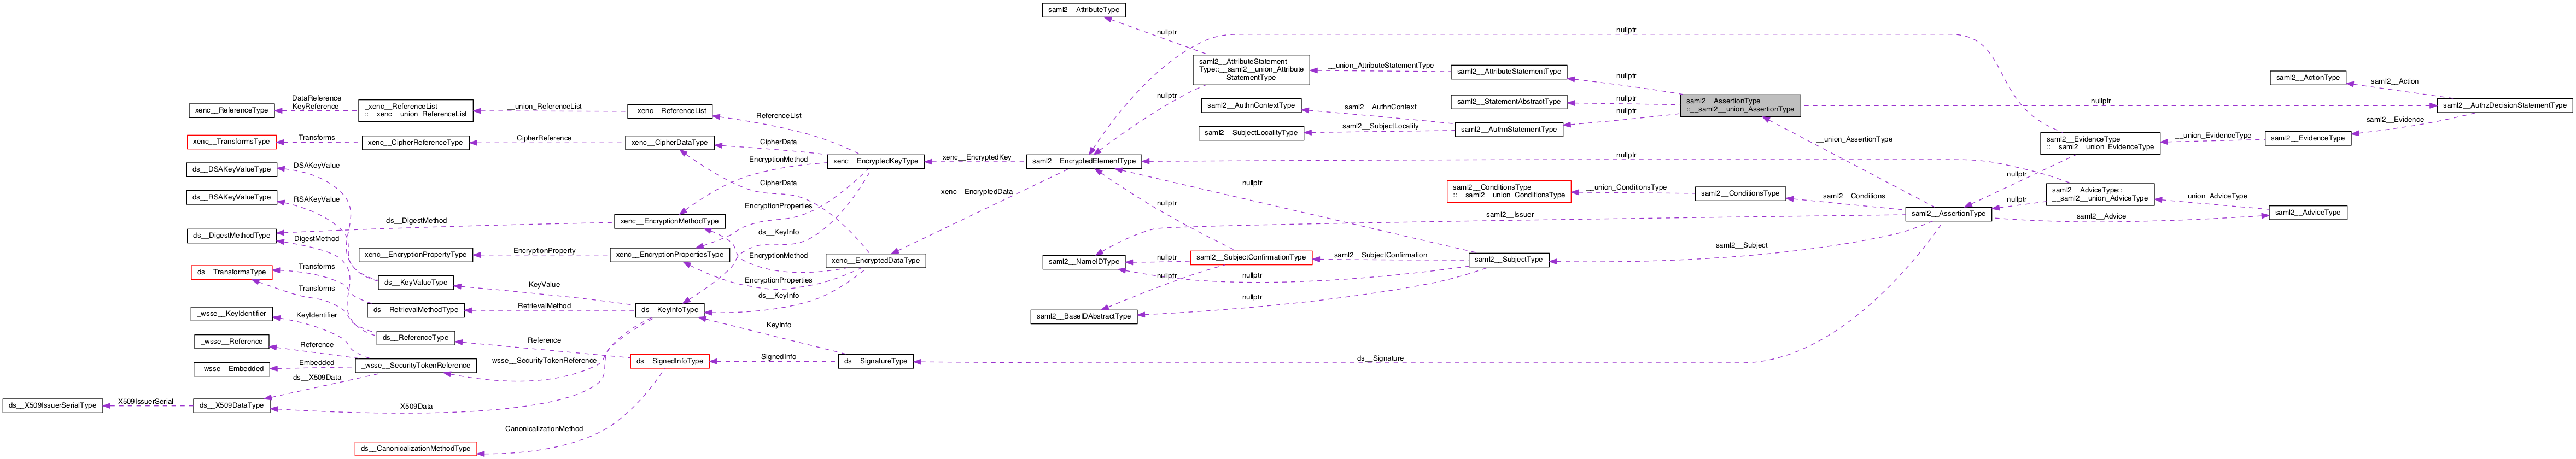 saml2__AttributeType
nullptr
nullptr
saml2__AttributeStatement
Type::__saml2__union_Attribute
StatementType
__union_AttributeStatementType
saml2__AttributeStatementType
nullptr
saml2__ActionType
saml2__Action
DataReference
KeyReference
xenc__ReferenceType
_xenc__ReferenceList
::__xenc__union_ReferenceList
__union_ReferenceList
_xenc__ReferenceList
ReferenceList
nullptr
saml2__AuthnContextType
saml2__AuthnContext
saml2__StatementAbstractType
nullptr
nullptr
saml2__AssertionType
::__saml2__union_AssertionType
nullptr
saml2__AuthzDecisionStatementType
saml2__Evidence
xenc__TransformsType
Transforms
xenc__CipherReferenceType
CipherReference
xenc__CipherDataType
CipherData
saml2__SubjectLocalityType
saml2__SubjectLocality
saml2__AuthnStatementType
__union_AssertionType
saml2__EvidenceType
::__saml2__union_EvidenceType
__union_EvidenceType
saml2__EvidenceType
ds__DSAKeyValueType
DSAKeyValue
EncryptionMethod
xenc__EncryptedKeyType
xenc__EncryptedKey
saml2__EncryptedElementType
nullptr
nullptr
ds__RSAKeyValueType
RSAKeyValue
CipherData
xenc__EncryptedData
nullptr
saml2__ConditionsType
::__saml2__union_ConditionsType
__union_ConditionsType
saml2__ConditionsType
saml2__Conditions
saml2__AdviceType::
__saml2__union_AdviceType
nullptr
__union_AdviceType
saml2__AdviceType
saml2__Advice
ds__DigestMethodType
ds__DigestMethod
DigestMethod
xenc__EncryptionMethodType
EncryptionProperties
ds__KeyInfo
nullptr
saml2__Issuer
saml2__AssertionType
xenc__EncryptionPropertyType
EncryptionProperty
xenc__EncryptionPropertiesType
EncryptionMethod
xenc__EncryptedDataType
saml2__NameIDType
nullptr
nullptr
saml2__SubjectConfirmationType
saml2__SubjectConfirmation
saml2__SubjectType
saml2__Subject
ds__TransformsType
Transforms
Transforms
ds__KeyValueType
KeyValue
EncryptionProperties
ds__KeyInfo
nullptr
nullptr
_wsse__KeyIdentifier
KeyIdentifier
ds__RetrievalMethodType
RetrievalMethod
ds__KeyInfoType
saml2__BaseIDAbstractType
_wsse__Reference
Reference
ds__ReferenceType
Reference
KeyInfo
_wsse__Embedded
Embedded
_wsse__SecurityTokenReference
wsse__SecurityTokenReference
ds__SignedInfoType
SignedInfo
ds__SignatureType
ds__Signature
ds__X509Data
ds__X509IssuerSerialType
X509IssuerSerial
ds__X509DataType
X509Data
CanonicalizationMethod
ds__CanonicalizationMethodType